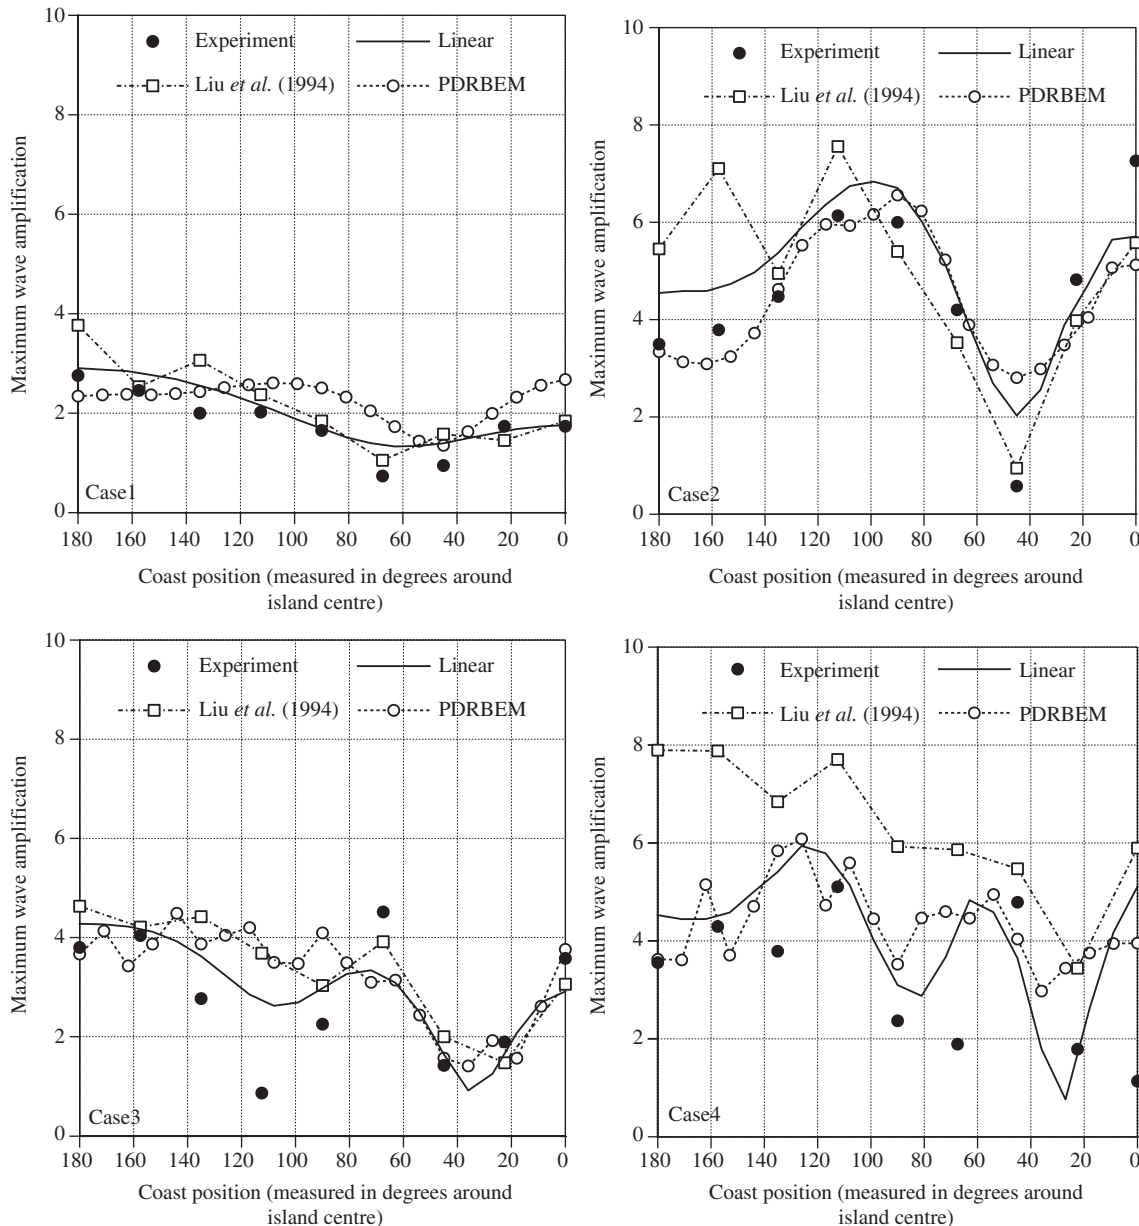 10
8
6
4
2
0
Maximum wave amplification
Experiment
Linear
Liu et al. (1994)
PDRBEM
Case1
180 160 140 120 100 80 60 40 20 0
Coast position (measured in degrees around
island centre)
10
8
6
4
2
0
Maximum wave amplification
Experiment
Linear
Liu et al. (1994)
PDRBEM
Case2
180 160 140 120 100 80 60 40 20 0
Coast position (measured in degrees around
island centre)
10
8
6
4
2
0
Maximum wave amplification
Experiment
Linear
Liu et al. (1994)
PDRBEM
Case3
180 160 140 120 100 80 60 40 20 0
Coast position (measured in degrees around
island centre)
10
8
6
4
2
0
Maximum wave amplification
Experiment
Linear
Liu et al. (1994)
PDRBEM
Case4
180 160 140 120 100 80 60 40 20 0
Coast position (measured in degrees around
island centre)